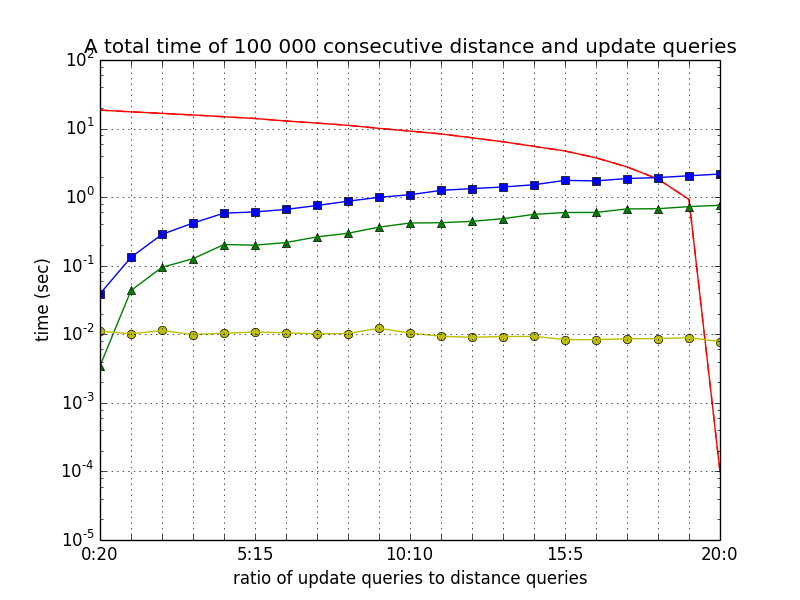 A total time of 100 000 consecutive distance and update queries
10^2
10^1
10^0
10^-1
10^-2
10^-3
10^-4
10^-5
time (sec)
0:20 5:15 10:10 15:5 20:0
ratio of update queries to distance queries